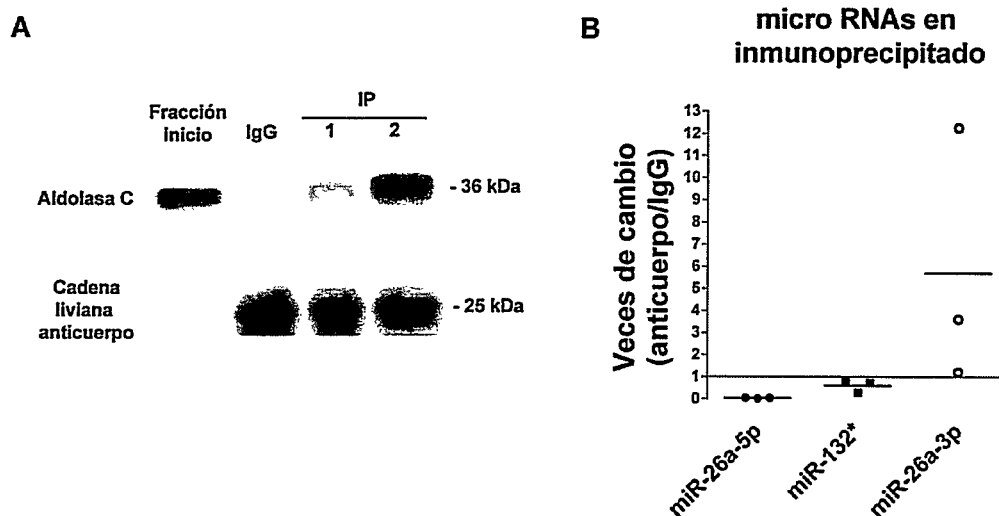 A
Fracción
inicio
IgG
IP
1
2
Aldolasa C
- 36 kDa
Cadena
liviana
anticuerpo
- 25 kDa
B
micro RNAs en
inmunoprecipitado
Veces de cambio
(anticuerpo/IgG)
13
12
11
10
9
8
7
6
5
4
3
2
1
0
miR-26a-5p
miR-132*
miR-26a-3p